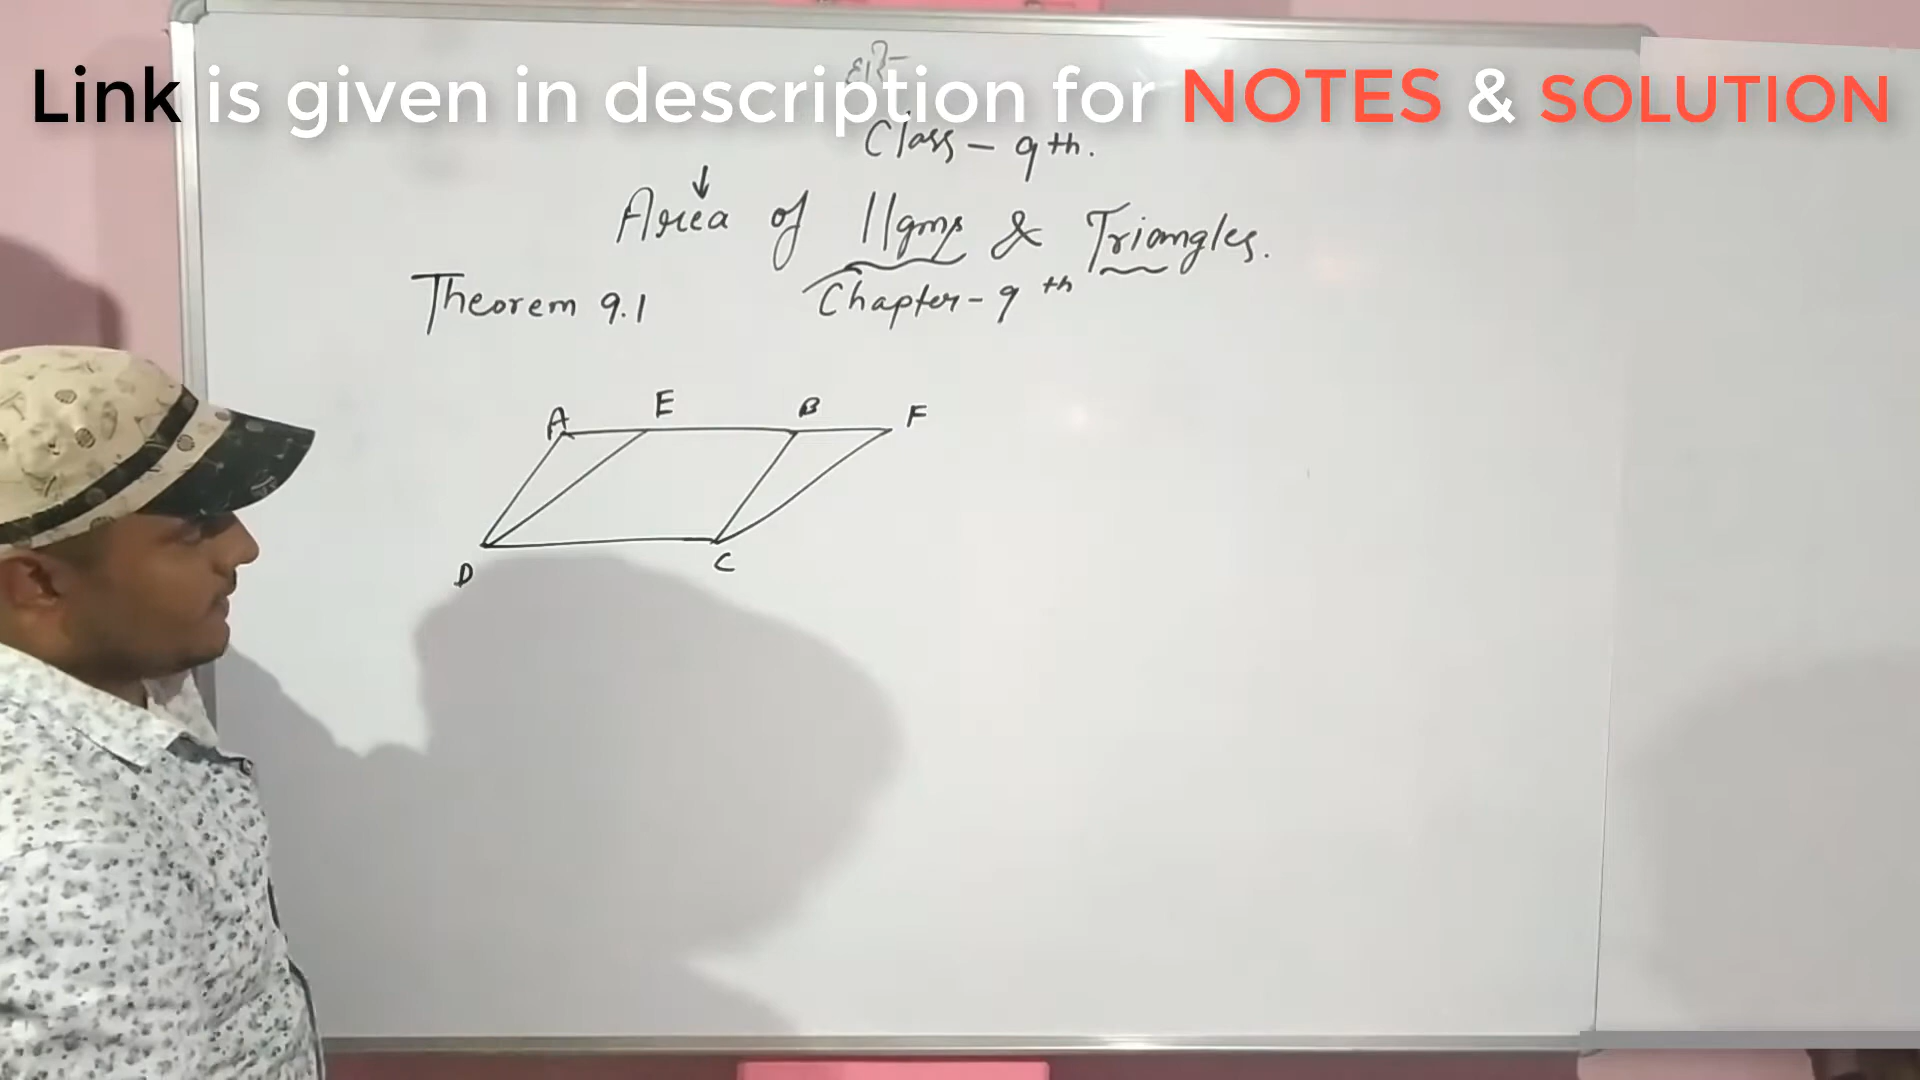 Link is given in description for NOTES & SOLUTION
Class - 9th.
Area of ||gms & Triangles.
Theorem 9.1 Chapter - 9th
A E B F
D C